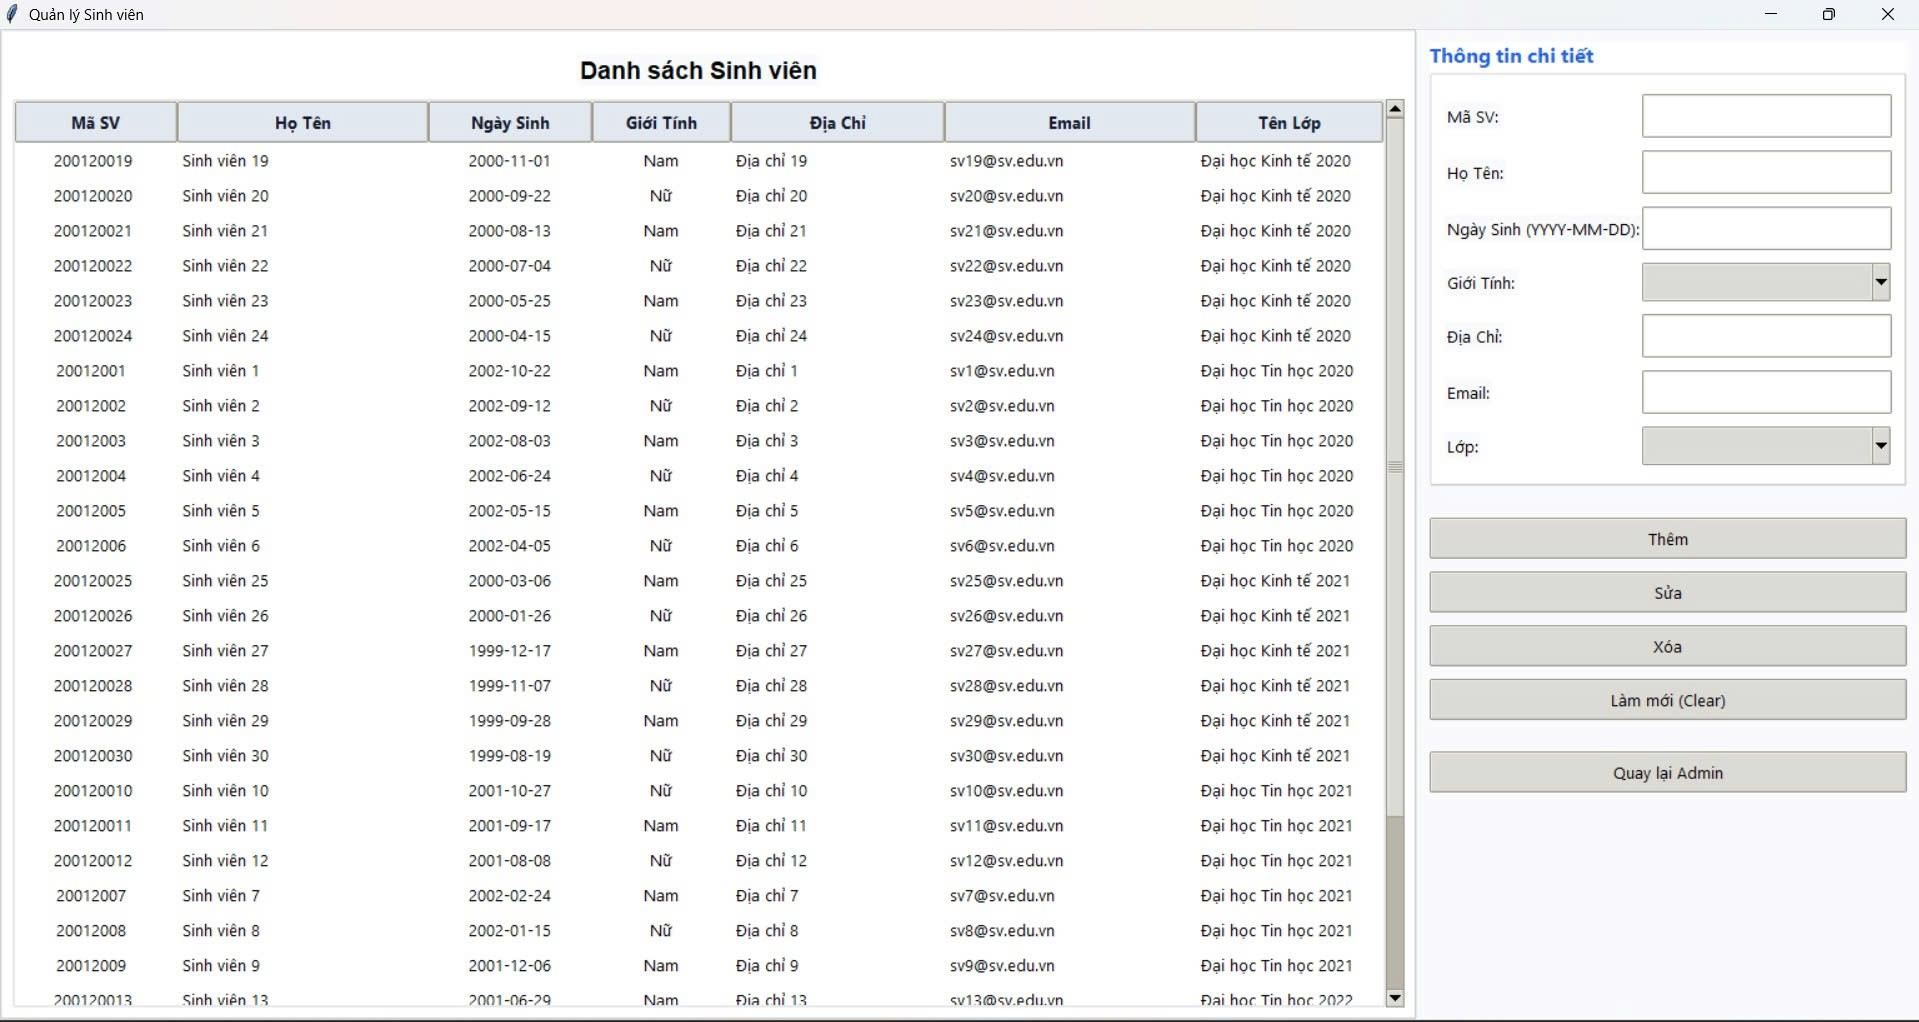 Quản lý Sinh viên
Danh sách Sinh viên
Mã SV Họ Tên Ngày Sinh Giới Tính Địa Chỉ Email Tên Lớp
200120019 Sinh viên 19 2000-11-01 Nam Địa chỉ 19 sv19@sv.edu.vn Đại học Kinh tế 2020
200120020 Sinh viên 20 2000-09-22 Nữ Địa chỉ 20 sv20@sv.edu.vn Đại học Kinh tế 2020
200120021 Sinh viên 21 2000-08-13 Nam Địa chỉ 21 sv21@sv.edu.vn Đại học Kinh tế 2020
200120022 Sinh viên 22 2000-07-04 Nữ Địa chỉ 22 sv22@sv.edu.vn Đại học Kinh tế 2020
200120023 Sinh viên 23 2000-05-25 Nam Địa chỉ 23 sv23@sv.edu.vn Đại học Kinh tế 2020
200120024 Sinh viên 24 2000-04-15 Nữ Địa chỉ 24 sv24@sv.edu.vn Đại học Kinh tế 2020
20012001 Sinh viên 1 2002-10-22 Nam Địa chỉ 1 sv1@sv.edu.vn Đại học Tin học 2020
20012002 Sinh viên 2 2002-09-12 Nữ Địa chỉ 2 sv2@sv.edu.vn Đại học Tin học 2020
20012003 Sinh viên 3 2002-08-03 Nam Địa chỉ 3 sv3@sv.edu.vn Đại học Tin học 2020
20012004 Sinh viên 4 2002-06-24 Nữ Địa chỉ 4 sv4@sv.edu.vn Đại học Tin học 2020
20012005 Sinh viên 5 2002-05-15 Nam Địa chỉ 5 sv5@sv.edu.vn Đại học Tin học 2020
20012006 Sinh viên 6 2002-04-05 Nữ Địa chỉ 6 sv6@sv.edu.vn Đại học Tin học 2020
200120025 Sinh viên 25 2000-03-06 Nam Địa chỉ 25 sv25@sv.edu.vn Đại học Kinh tế 2021
200120026 Sinh viên 26 2000-01-26 Nữ Địa chỉ 26 sv26@sv.edu.vn Đại học Kinh tế 2021
200120027 Sinh viên 27 1999-12-17 Nam Địa chỉ 27 sv27@sv.edu.vn Đại học Kinh tế 2021
200120028 Sinh viên 28 1999-11-07 Nữ Địa chỉ 28 sv28@sv.edu.vn Đại học Kinh tế 2021
200120029 Sinh viên 29 1999-09-28 Nam Địa chỉ 29 sv29@sv.edu.vn Đại học Kinh tế 2021
200120030 Sinh viên 30 1999-08-19 Nữ Địa chỉ 30 sv30@sv.edu.vn Đại học Kinh tế 2021
200120010 Sinh viên 10 2001-10-27 Nữ Địa chỉ 10 sv10@sv.edu.vn Đại học Tin học 2021
200120011 Sinh viên 11 2001-09-17 Nam Địa chỉ 11 sv11@sv.edu.vn Đại học Tin học 2021
200120012 Sinh viên 12 2001-08-08 Nữ Địa chỉ 12 sv12@sv.edu.vn Đại học Tin học 2021
20012007 Sinh viên 7 2002-02-24 Nam Địa chỉ 7 sv7@sv.edu.vn Đại học Tin học 2021
20012008 Sinh viên 8 2002-01-15 Nữ Địa chỉ 8 sv8@sv.edu.vn Đại học Tin học 2021
20012009 Sinh viên 9 2001-12-06 Nam Địa chỉ 9 sv9@sv.edu.vn Đại học Tin học 2021
200120013 Sinh viên 13 2001-06-29 Nam Địa chỉ 13 sv13@sv.edu.vn Đại học Tin học 2022
Thông tin chi tiết
Mã SV:
Họ Tên:
Ngày Sinh (YYYY-MM-DD):
Giới Tính:
Địa Chỉ:
Email:
Lớp:
Thêm
Sửa
Xóa
Làm mới (Clear)
Quay lại Admin